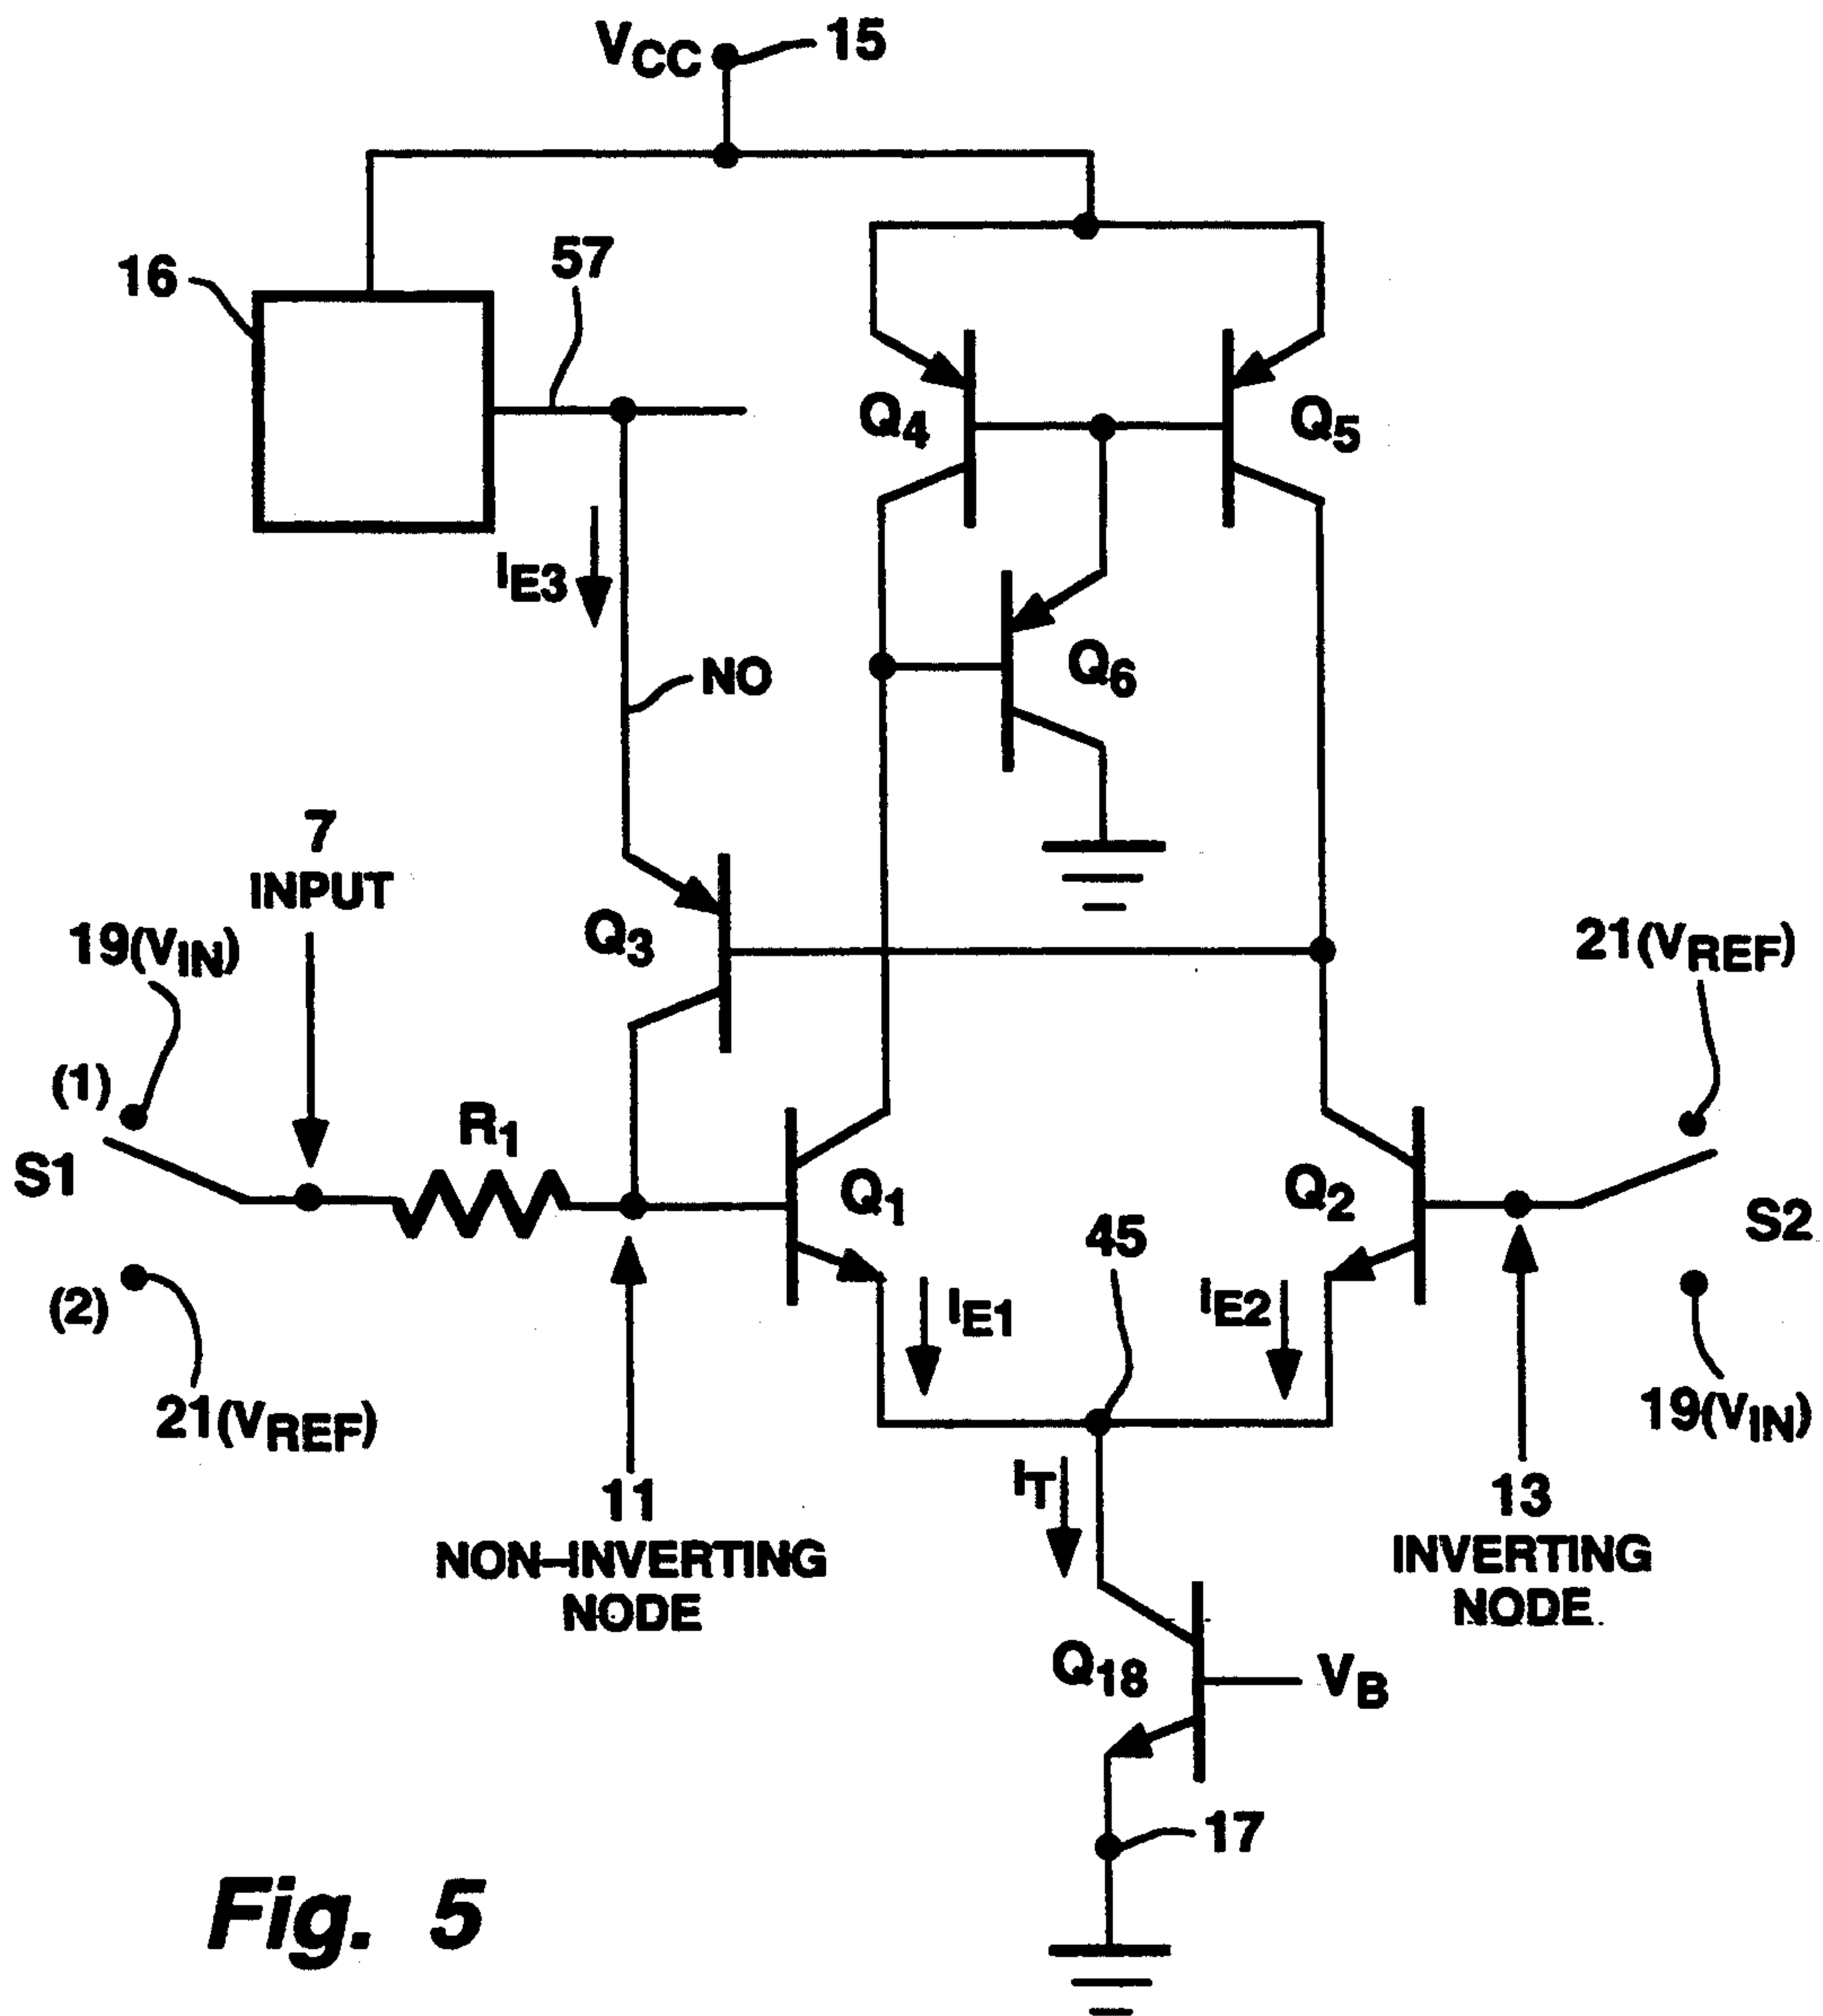 VCC
15
16
57
Q4
Q5
IE3
Q6
NO
7
INPUT
Q3
19(VIN)
21(VREF)
(1)
R1
S1
Q1
Q2
45
S2
(2)
IE1
IE2
21(VREF)
19(VIN)
11
NON-INVERTING
NODE
IT
13
INVERTING
NODE
Q18
VB
17
Fig. 5